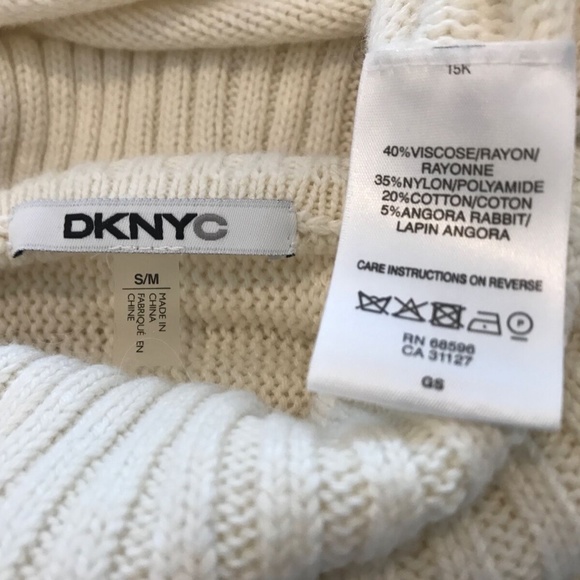 DKNYC
S/M
MADE IN
CHINA
FABRIQUÉ EN
CHINE
15K
40%VISCOSE/RAYON/
RAYONNE
35%NYLON/POLYAMIDE
20%COTTON/COTON
5%ANGORA RABBIT/
LAPIN ANGORA
CARE INSTRUCTIONS ON REVERSE
P
RN 68596
CA 31127
GS